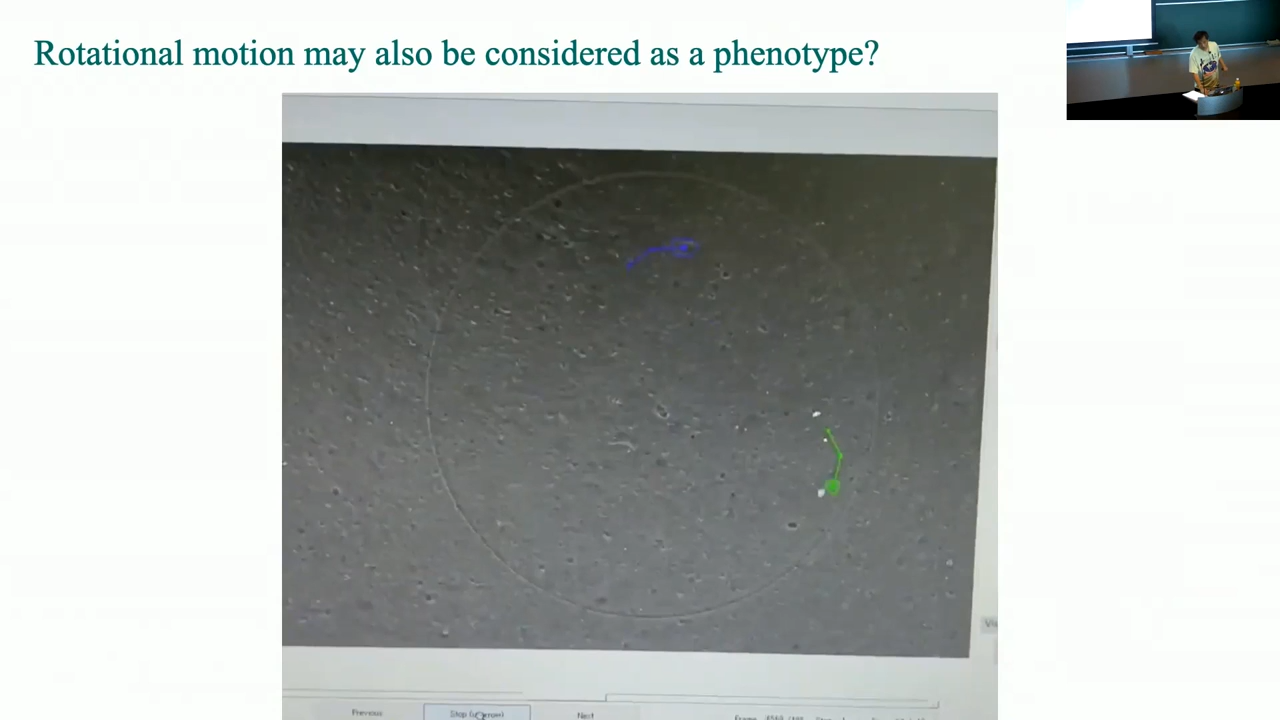 Rotational motion may also be considered as a phenotype?
Previous
Next